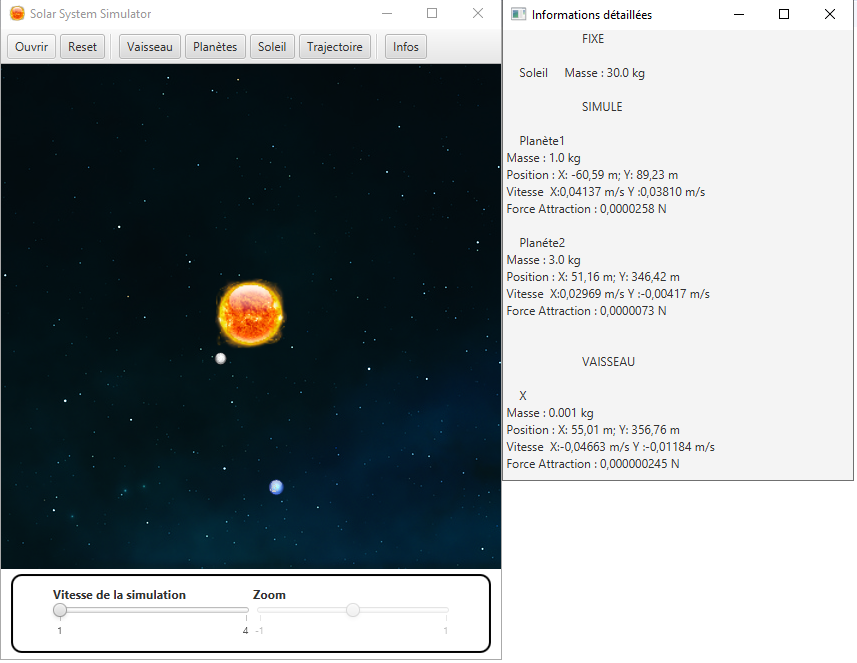 Solar System Simulator
Ouvrir Reset Vaisseau Planètes Soleil Trajectoire Infos
Vitesse de la simulation Zoom
1 4 -1 1
Informations détaillées
FIXE
Soleil Masse : 30.0 kg
SIMULE
Planète1
Masse : 1.0 kg
Position : X: -60,59 m; Y: 89,23 m
Vitesse X:0,04137 m/s Y :0,03810 m/s
Force Attraction : 0,0000258 N
Planéte2
Masse : 3.0 kg
Position : X: 51,16 m; Y: 346,42 m
Vitesse X:0,02969 m/s Y :-0,00417 m/s
Force Attraction : 0,0000073 N
VAISSEAU
X
Masse : 0.001 kg
Position : X: 55,01 m; Y: 356,76 m
Vitesse X:-0,04663 m/s Y :-0,01184 m/s
Force Attraction : 0,000000245 N